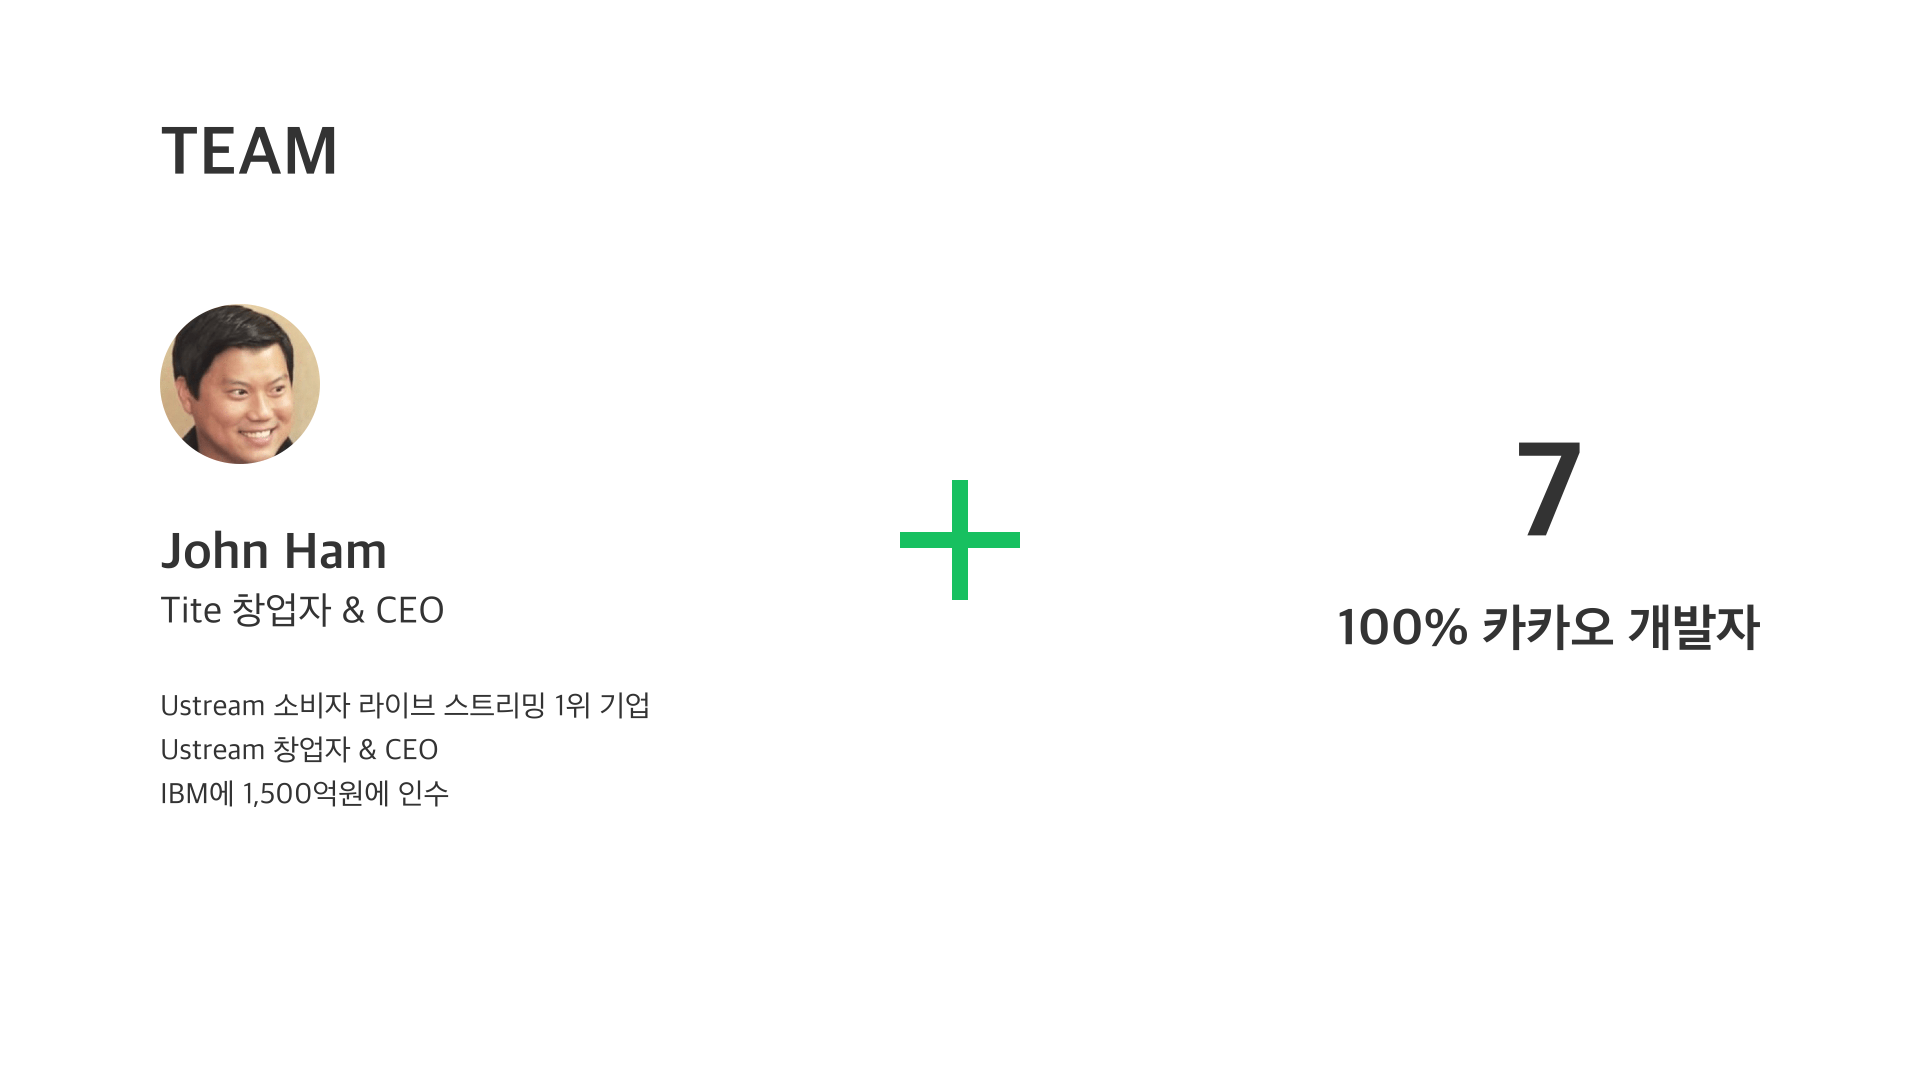 TEAM
John Ham
Tite 창업자 & CEO
Ustream 소비자 라이브 스트리밍 1위 기업
Ustream 창업자 & CEO
IBM에 1,500억원에 인수
7
100% 카카오 개발자